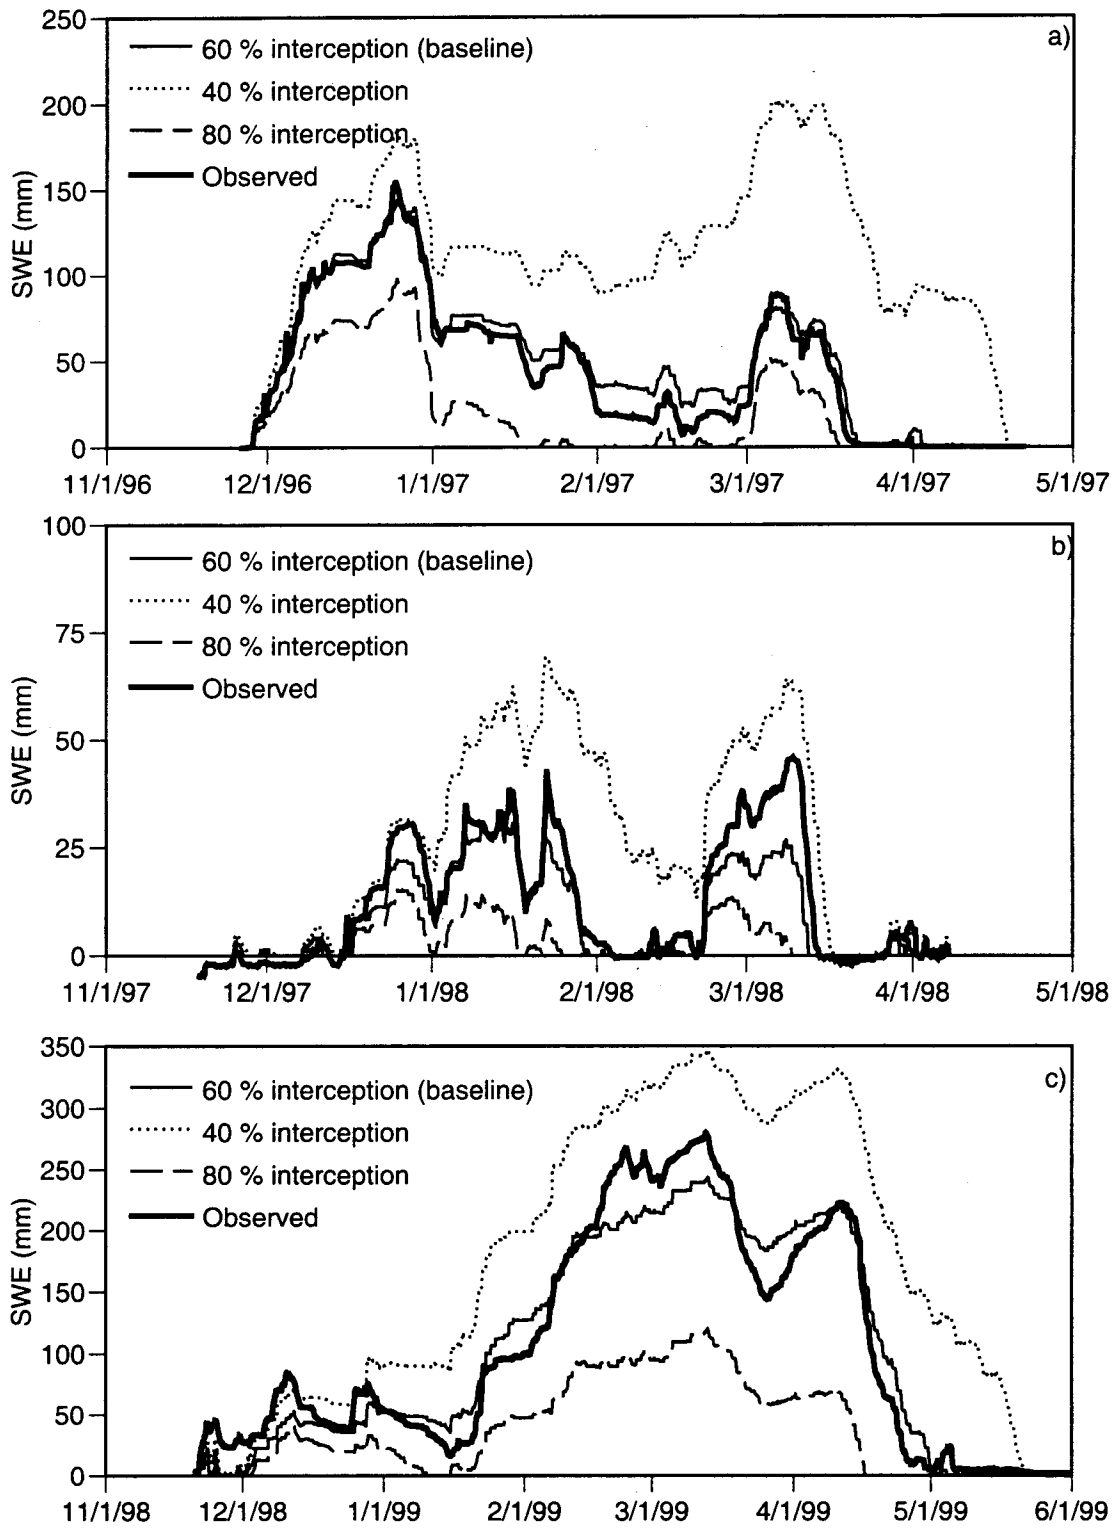 250
200
150
100
50
0
SWE (mm)
60 % interception (baseline)
40 % interception
80 % interception
Observed
a)
11/1/96 12/1/96 1/1/97 2/1/97 3/1/97 4/1/97 5/1/97
100
75
50
25
0
SWE (mm)
60 % interception (baseline)
40 % interception
80 % interception
Observed
b)
11/1/97 12/1/97 1/1/98 2/1/98 3/1/98 4/1/98 5/1/98
350
300
250
200
150
100
50
0
SWE (mm)
60 % interception (baseline)
40 % interception
80 % interception
Observed
c)
11/1/98 12/1/98 1/1/99 2/1/99 3/1/99 4/1/99 5/1/99 6/1/99